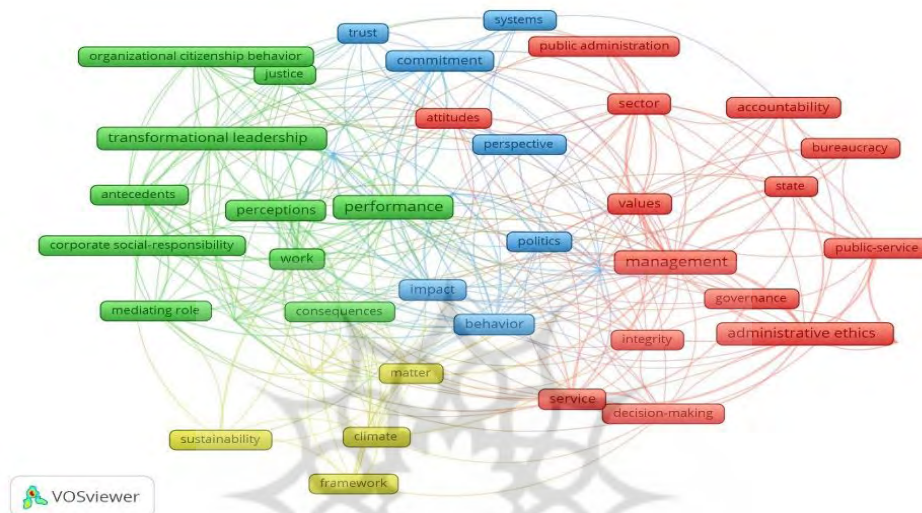 systems
trust
public administration
organizational citizenship behavior
commitment
justice
sector
accountability
attitudes
transformational leadership
perspective
bureaucracy
state
antecedents
performance
values
perceptions
corporate social-responsibility
politics
public-service
work
management
impact
governance
mediating role
consequences
behavior
administrative ethics
integrity
matter
service
decision-making
sustainability
climate
framework
VOSviewer